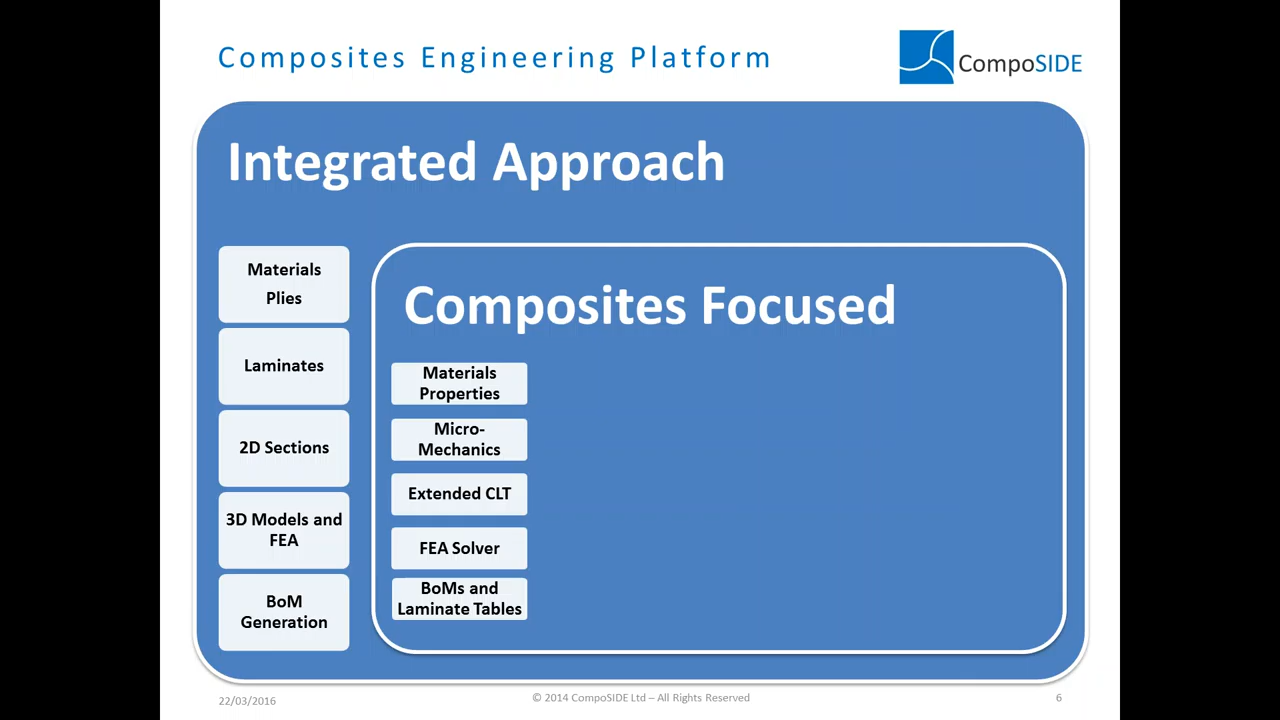 Composites Engineering Platform
CompoSIDE
Integrated Approach
Materials
Plies
Laminates
2D Sections
3D Models and
FEA
BoM
Generation
Composites Focused
Materials
Properties
Micro-
Mechanics
Extended CLT
FEA Solver
BoMs and
Laminate Tables
22/03/2016
© 2014 CompoSIDE Ltd – All Rights Reserved
6